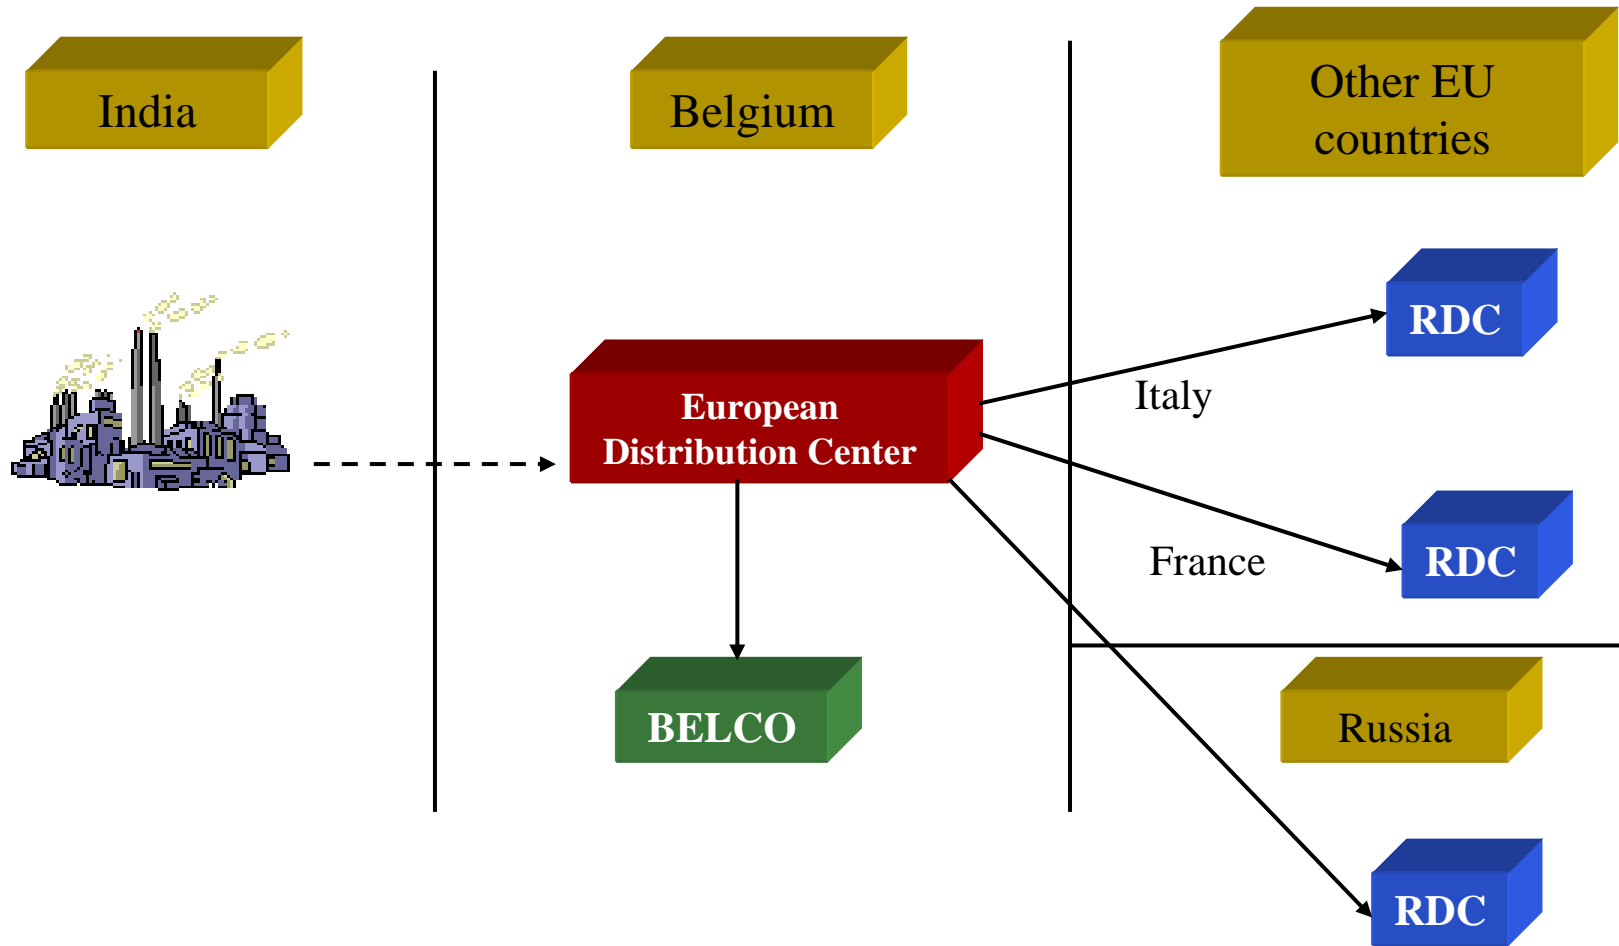 India
Belgium
Other EU
countries
RDC
Italy
European
Distribution Center
RDC
France
BELCO
Russia
RDC